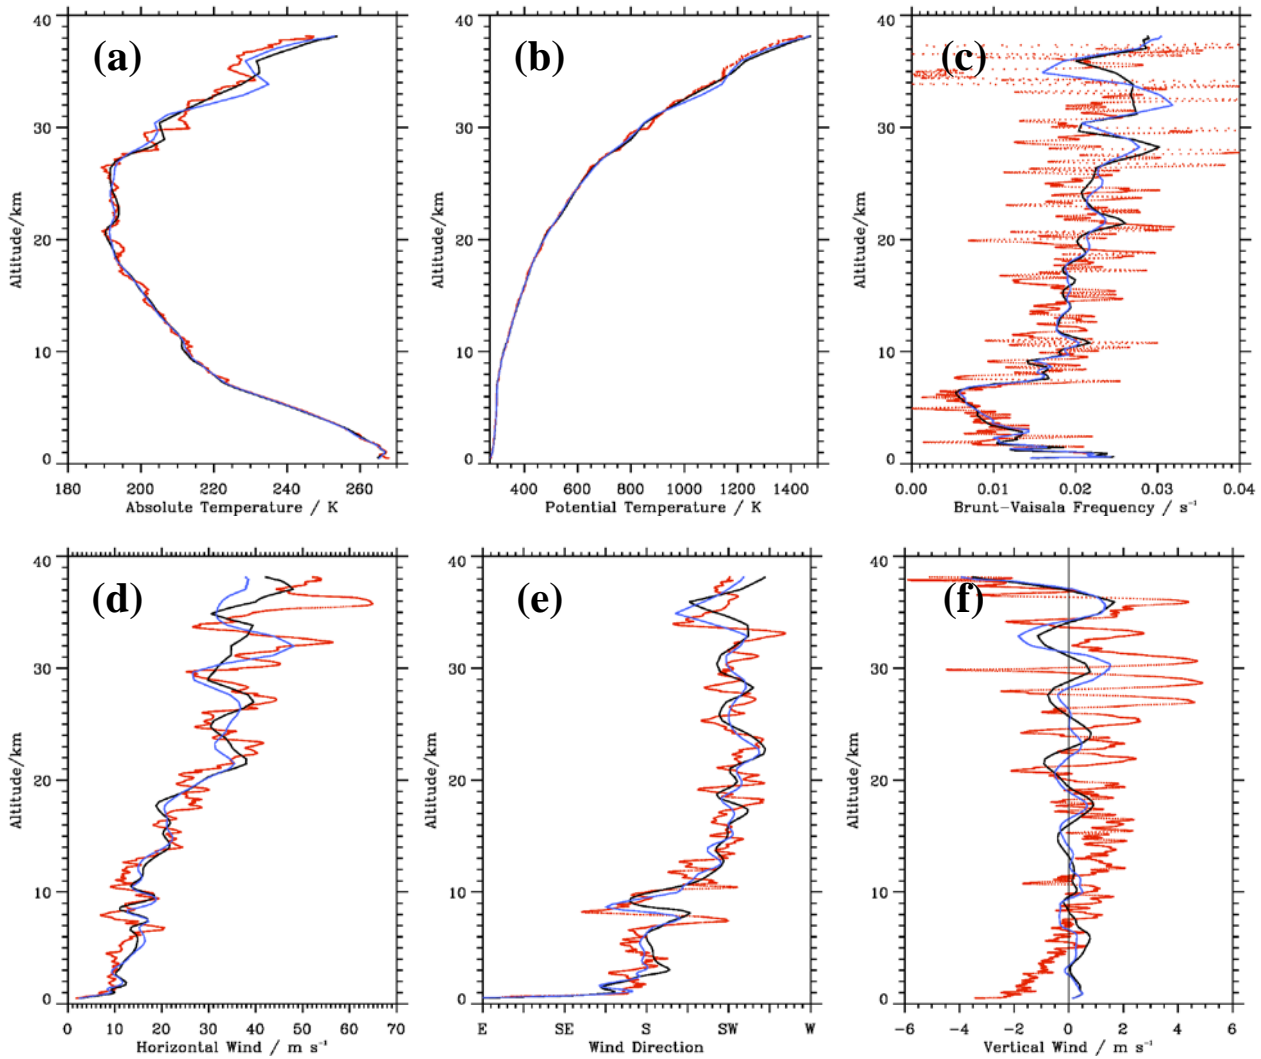 40
30
20
10
0
Altitude/km
(a)
180 200 220 240 260
Absolute Temperature / K
40
30
20
10
0
Altitude/km
(b)
400 600 800 1000 1200 1400
Potential Temperature / K
40
30
20
10
0
Altitude/km
(c)
0.00 0.01 0.02 0.03 0.04
Brunt-Vaisala Frequency / s⁻¹
40
30
20
10
0
Altitude/km
(d)
0 10 20 30 40 50 60 70
Horizontal Wind / m s⁻¹
40
30
20
10
0
Altitude/km
(e)
E SE S SW W
Wind Direction
40
30
20
10
0
Altitude/km
(f)
-6 -4 -2 0 2 4 6
Vertical Wind / m s⁻¹